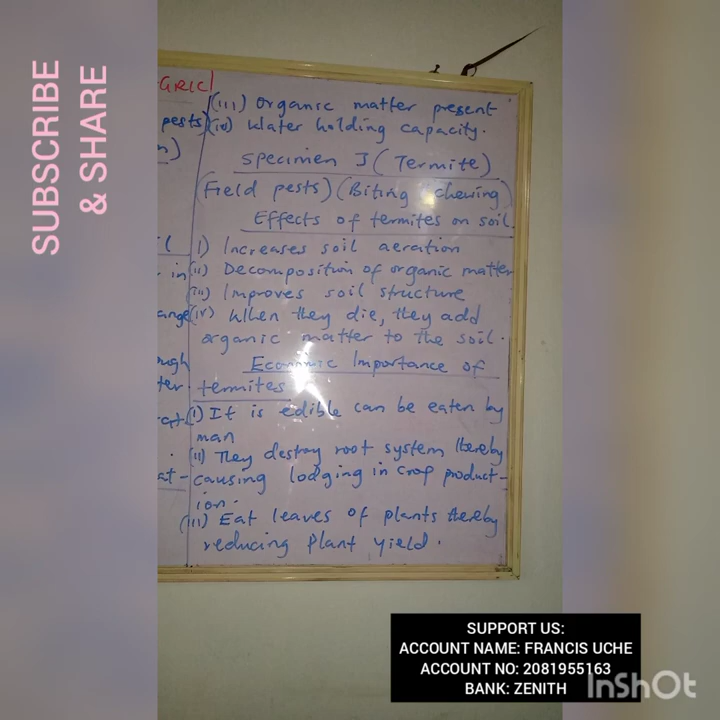 SUBSCRIBE
& SHARE
GRIC
pests
in
ange
ough
ter
(iii) Organic matter present
(iv) Water holding capacity.
Specimen J (Termite)
(Field pests) (Biting & chewing)
Effects of termites on soil
i) Increases soil aeration
(ii) Decomposition of organic matter
(iii) Improves soil structure
(iv) When they die, they add
organic matter to the soil.
Economic Importance of
termites
(i) It is edible can be eaten by
man
(ii) They destroy root system thereby
causing lodging in crop product-
ion.
(iii) Eat leaves of plants thereby
reducing plant yield.
SUPPORT US:
ACCOUNT NAME: FRANCIS UCHE
ACCOUNT NO: 2081955163
BANK: ZENITH
InShOt